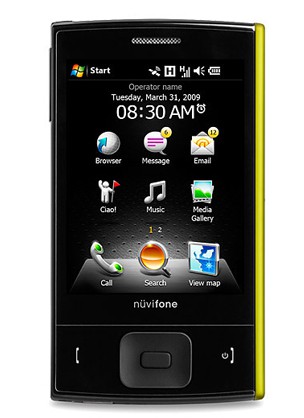 Start
H H
Operator name
Tuesday, March 31, 2009
08:30 AM
6 12
Browser Message Email
Ciao! Music Media Gallery
1 - 2
Call Search View map
nüvifone